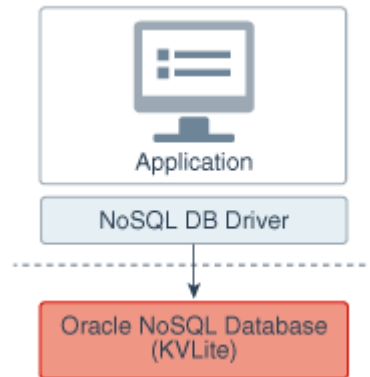 Application
NoSQL DB Driver
Oracle NoSQL Database
(KVLite)